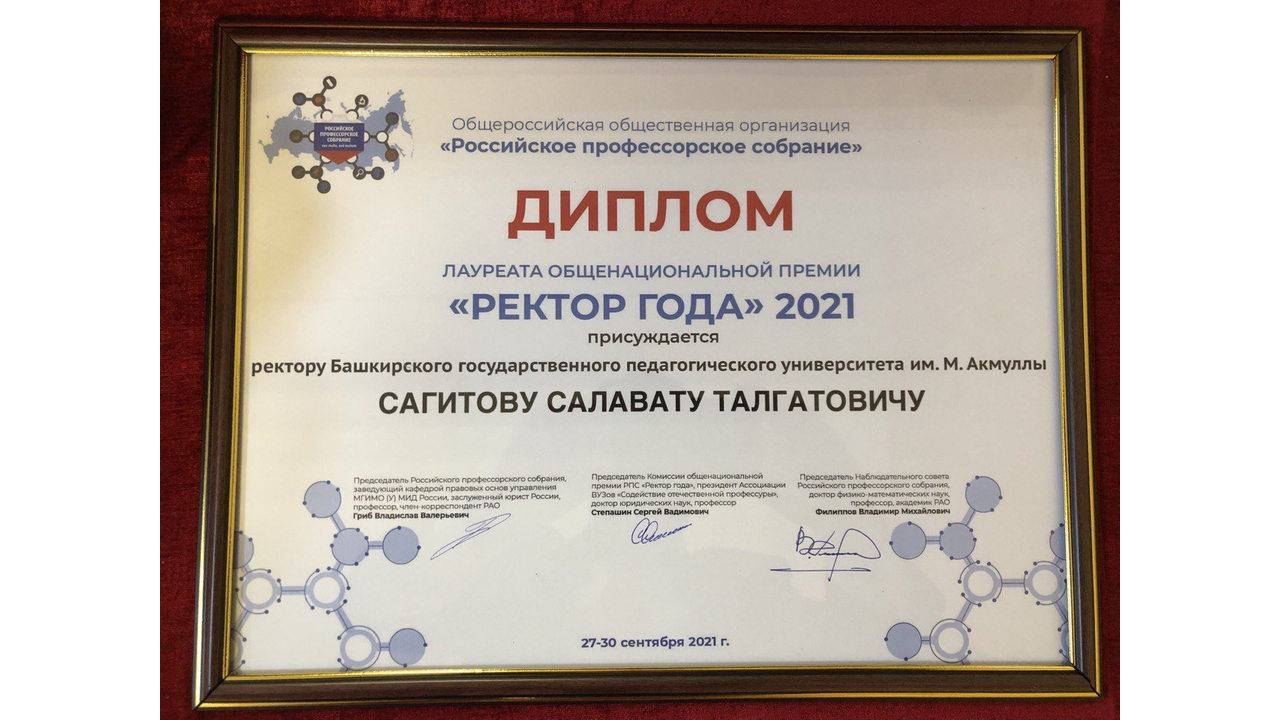 РОССИЙСКОЕ
ПРОФЕССОРСКОЕ
СОБРАНИЕ
Общероссийская общественная организация
«Российское профессорское собрание»
ДИПЛОМ
ЛАУРЕАТА ОБЩЕНАЦИОНАЛЬНОЙ ПРЕМИИ
«РЕКТОР ГОДА» 2021
присуждается
ректору Башкирского государственного педагогического университета им. М. Акмуллы
САГИТОВУ САЛАВАТУ ТАЛГАТОВИЧУ
Председатель Российского профессорского собрания,
заведующий кафедрой правовых основ управления
МГИМО (У) МИД России, заслуженный юрист России,
профессор, член-корреспондент РАО
Гриб Владислав Валерьевич
Председатель Комиссии общенациональной
премии РПС «Ректор года», президент Ассоциации
ВУЗов «Содействие отечественной профессуры»,
доктор юридических наук, профессор
Степашин Сергей Вадимович
Председатель Наблюдательного совета
Российского профессорского собрания,
доктор физико-математических наук,
профессор, академик РАО
Филиппов Владимир Михайлович
27-30 сентября 2021 г.